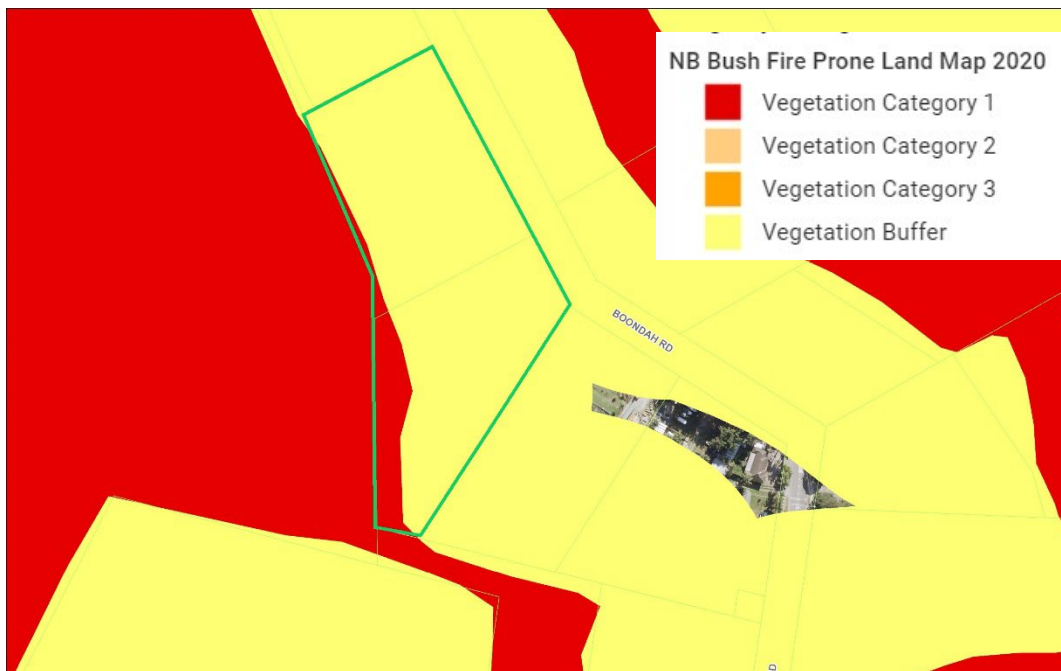 NB Bush Fire Prone Land Map 2020
Vegetation Category 1
Vegetation Category 2
Vegetation Category 3
Vegetation Buffer
BOONDAH RD
D